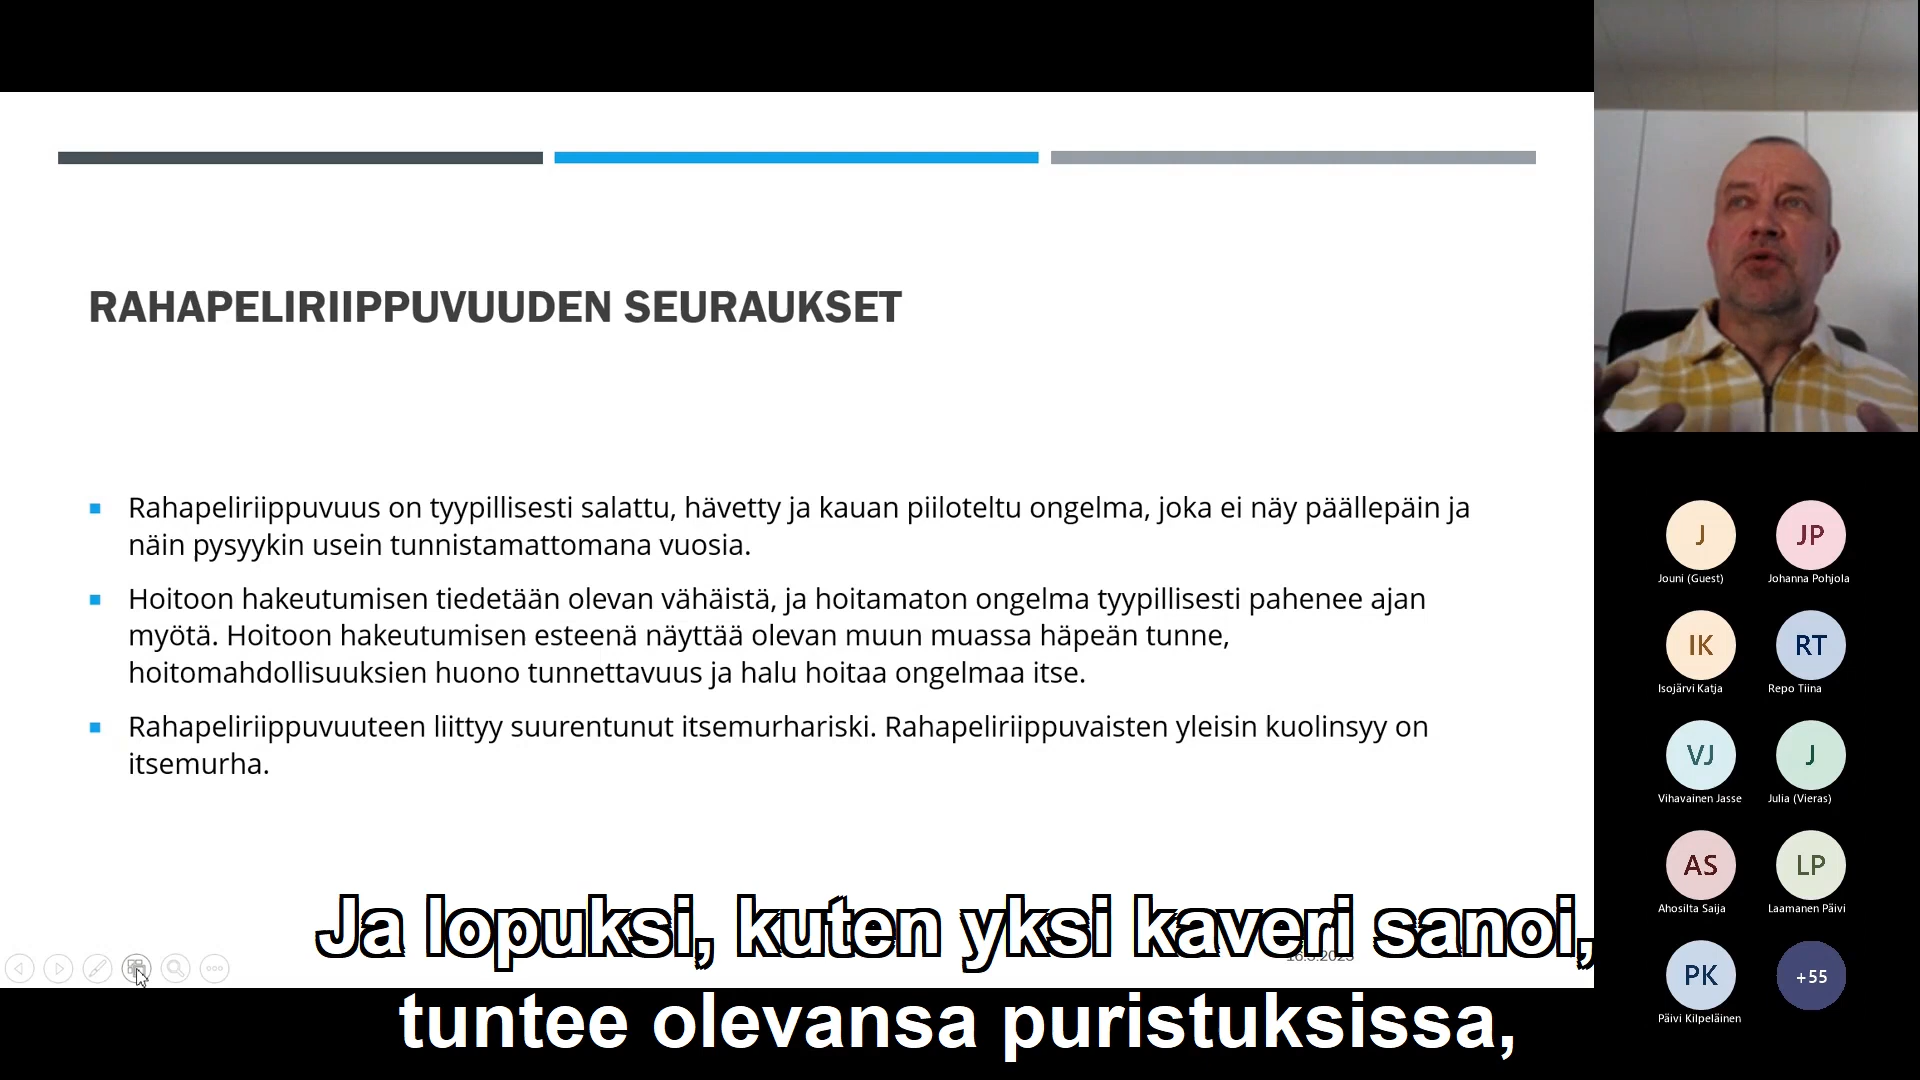 RAHAPELIRIIPPUVUUDEN SEURAUKSET
Rahapeliriippuvuus on tyypillisesti salattu, hävetty ja kauan piiloteltu ongelma, joka ei näy päällepäin ja
näin pysyykin usein tunnistamattomana vuosia.
Hoitoon hakeutumisen tiedetään olevan vähäistä, ja hoitamaton ongelma tyypillisesti pahenee ajan
myötä. Hoitoon hakeutumisen esteenä näyttää olevan muun muassa häpeän tunne,
hoitomahdollisuuksien huono tunnettavuus ja halu hoitaa ongelmaa itse.
Rahapeliriippuvuuteen liittyy suurentunut itsemurhariski. Rahapeliriippuvaisten yleisin kuolinsyy on
itsemurha.
Ja lopuksi, kuten yksi kaveri sanoi,
tuntee olevansa puristuksissa,
J
Jouni (Guest)
JP
Johanna Pohjola
IK
Isojärvi Katja
RT
Repo Tiina
VJ
Vihavainen Jasse
J
Julia (Vieras)
AS
Ahosilta Saija
LP
Laamanen Päivi
PK
Päivi Kilpeläinen
+55